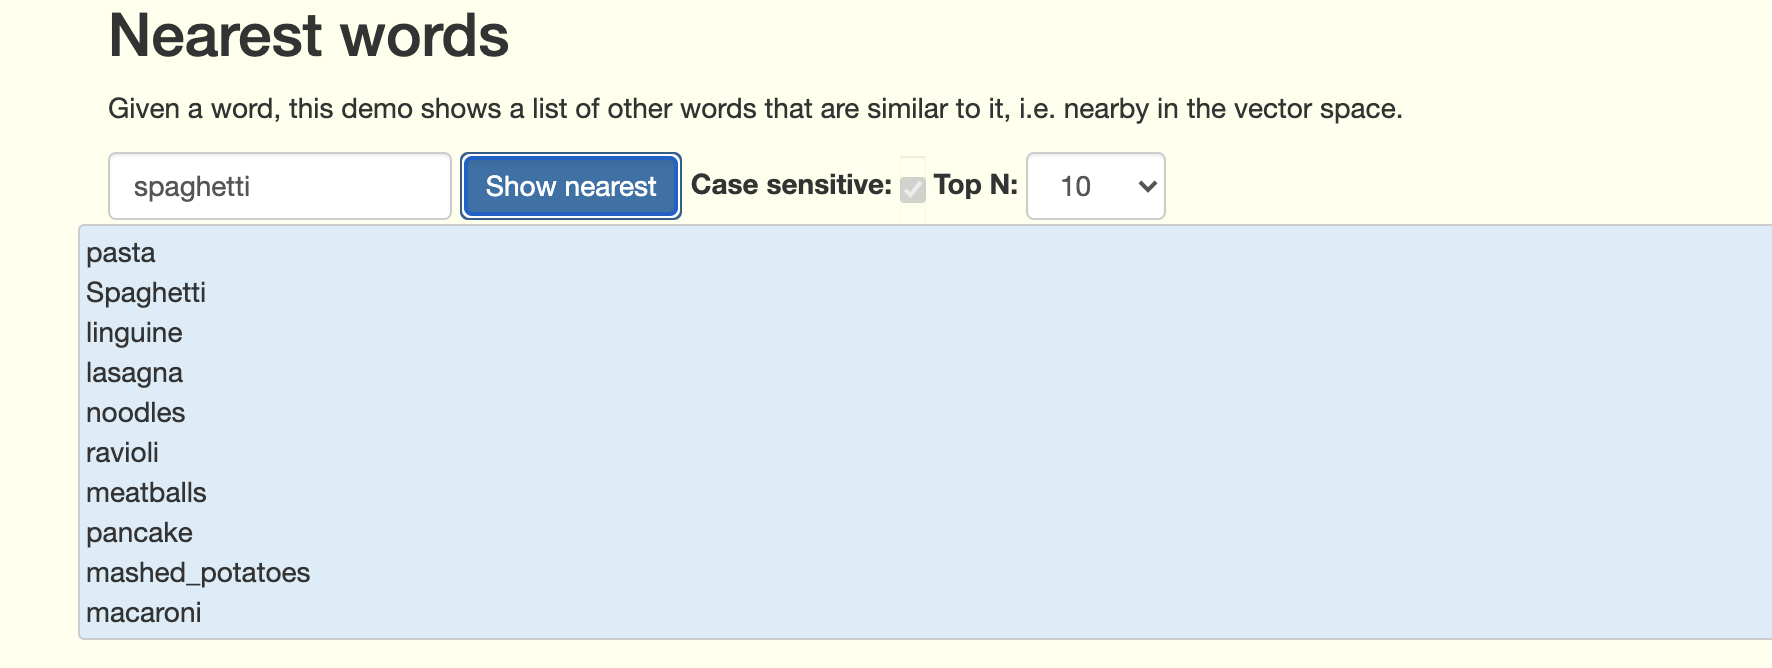 Nearest words
Given a word, this demo shows a list of other words that are similar to it, i.e. nearby in the vector space.
spaghetti Show nearest Case sensitive: Top N: 10
pasta
Spaghetti
linguine
lasagna
noodles
ravioli
meatballs
pancake
mashed_potatoes
macaroni